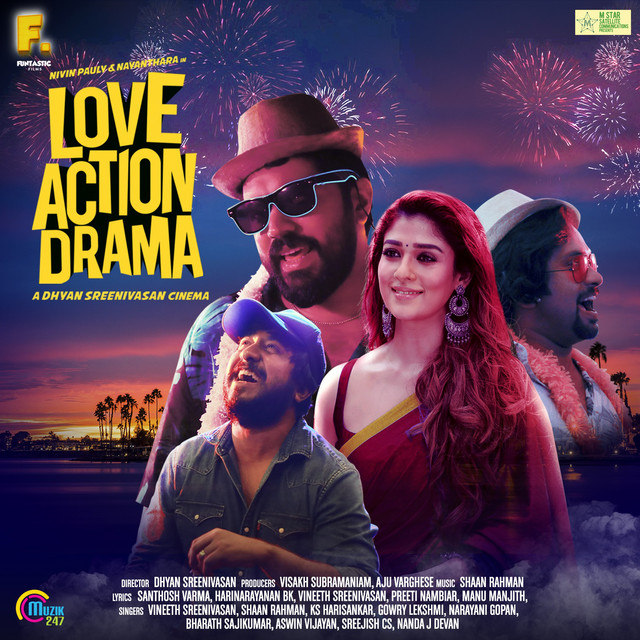 F.
FUNTASTIC
FILMS
M STAR
SATELLITE
COMMUNICATIONS
PRESENTS
M
NIVIN PAULY & NAYANTHARA IN
LOVE
ACTION
DRAMA
A DHYAN SREENIVASAN CINEMA
DIRECTOR DHYAN SREENIVASAN PRODUCERS VISAKH SUBRAMANIAM, AJU VARGHESE MUSIC SHAAN RAHMAN
LYRICS SANTHOSH VARMA, HARINARAYANAN BK, VINEETH SREENIVASAN, PREETI NAMBIAR, MANU MANJITH,
SINGERS VINEETH SREENIVASAN, SHAAN RAHMAN, KS HARISANKAR, GOWRY LEKSHMI, NARAYANI GOPAN,
BHARATH SAJIKUMAR, ASWIN VIJAYAN, SREEJISH CS, NANDA J DEVAN
MUZIK
247